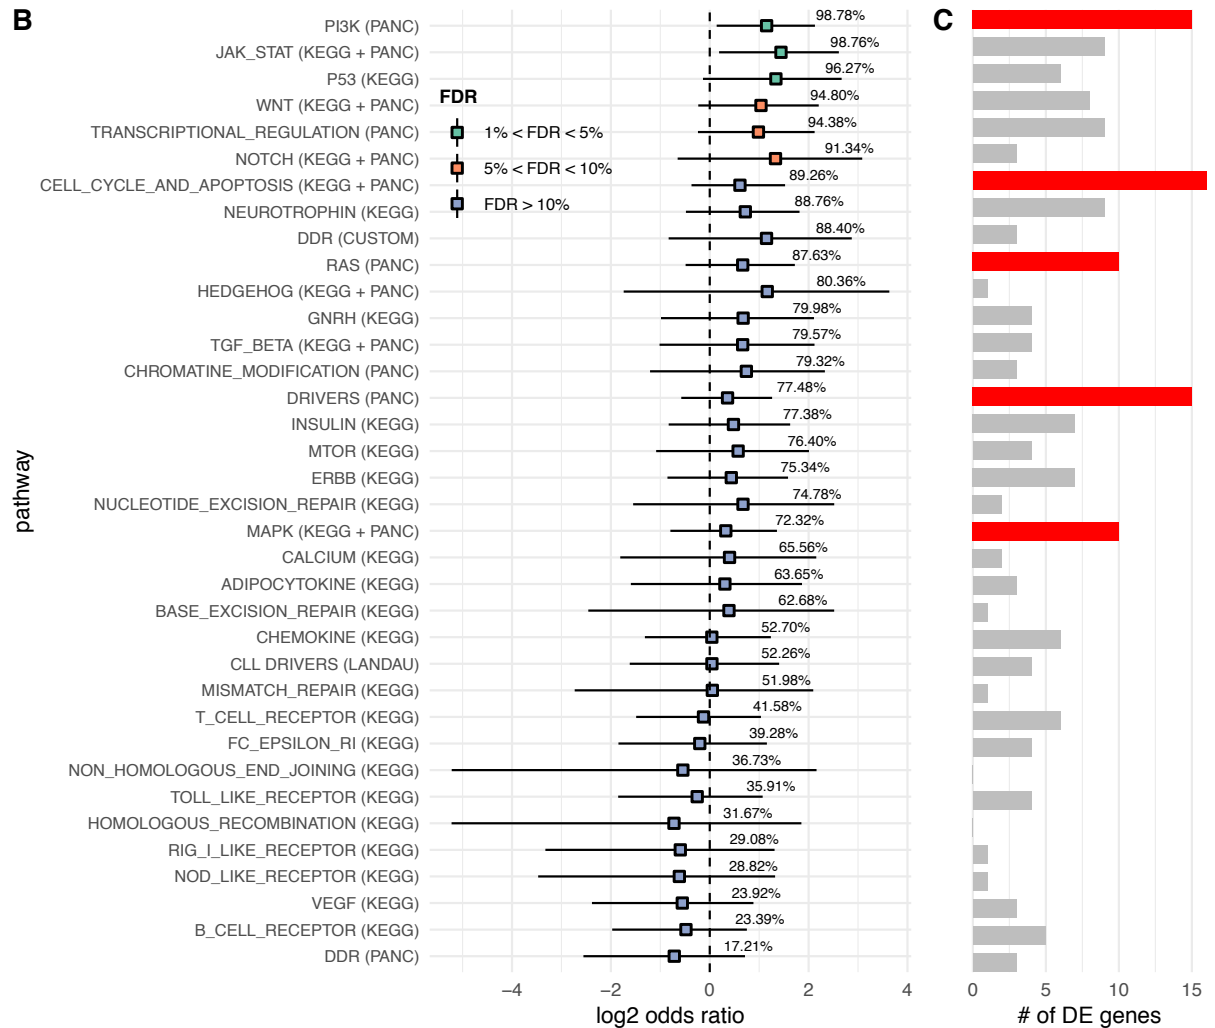 B
C
PI3K (PANC) 98.78%
JAK_STAT (KEGG + PANC) 98.76%
P53 (KEGG) 96.27%
FDR
WNT (KEGG + PANC) 94.80%
TRANSCRIPTIONAL_REGULATION (PANC) 1% < FDR < 5% 94.38%
NOTCH (KEGG + PANC) 5% < FDR < 10% 91.34%
CELL_CYCLE_AND_APOPTOSIS (KEGG + PANC) 89.26%
NEUROTROPHIN (KEGG) FDR > 10% 88.76%
DDR (CUSTOM) 88.40%
RAS (PANC) 87.63%
HEDGEHOG (KEGG + PANC) 80.36%
GNRH (KEGG) 79.98%
TGF_BETA (KEGG + PANC) 79.57%
CHROMATINE_MODIFICATION (PANC) 79.32%
DRIVERS (PANC) 77.48%
INSULIN (KEGG) 77.38%
MTOR (KEGG) 76.40%
ERBB (KEGG) 75.34%
NUCLEOTIDE_EXCISION_REPAIR (KEGG) 74.78%
MAPK (KEGG + PANC) 72.32%
CALCIUM (KEGG) 65.56%
ADIPOCYTOKINE (KEGG) 63.65%
BASE_EXCISION_REPAIR (KEGG) 62.68%
CHEMOKINE (KEGG) 52.70%
CLL DRIVERS (LANDAU) 52.26%
MISMATCH_REPAIR (KEGG) 51.98%
T_CELL_RECEPTOR (KEGG) 41.58%
FC_EPSILON_RI (KEGG) 39.28%
NON_HOMOLOGOUS_END_JOINING (KEGG) 36.73%
TOLL_LIKE_RECEPTOR (KEGG) 35.91%
HOMOLOGOUS_RECOMBINATION (KEGG) 31.67%
RIG_I_LIKE_RECEPTOR (KEGG) 29.08%
NOD_LIKE_RECEPTOR (KEGG) 28.82%
VEGF (KEGG) 23.92%
B_CELL_RECEPTOR (KEGG) 23.39%
DDR (PANC) 17.21%
pathway
−4 −2 0 2 4
log2 odds ratio
0 5 10 15
# of DE genes